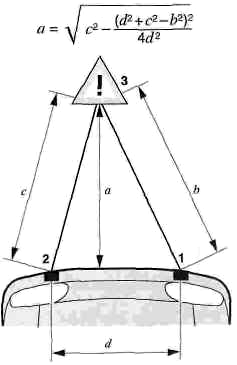 a = √ c² − (d² + c² − b²)² / 4d²
3
!
c
a
b
2
1
d